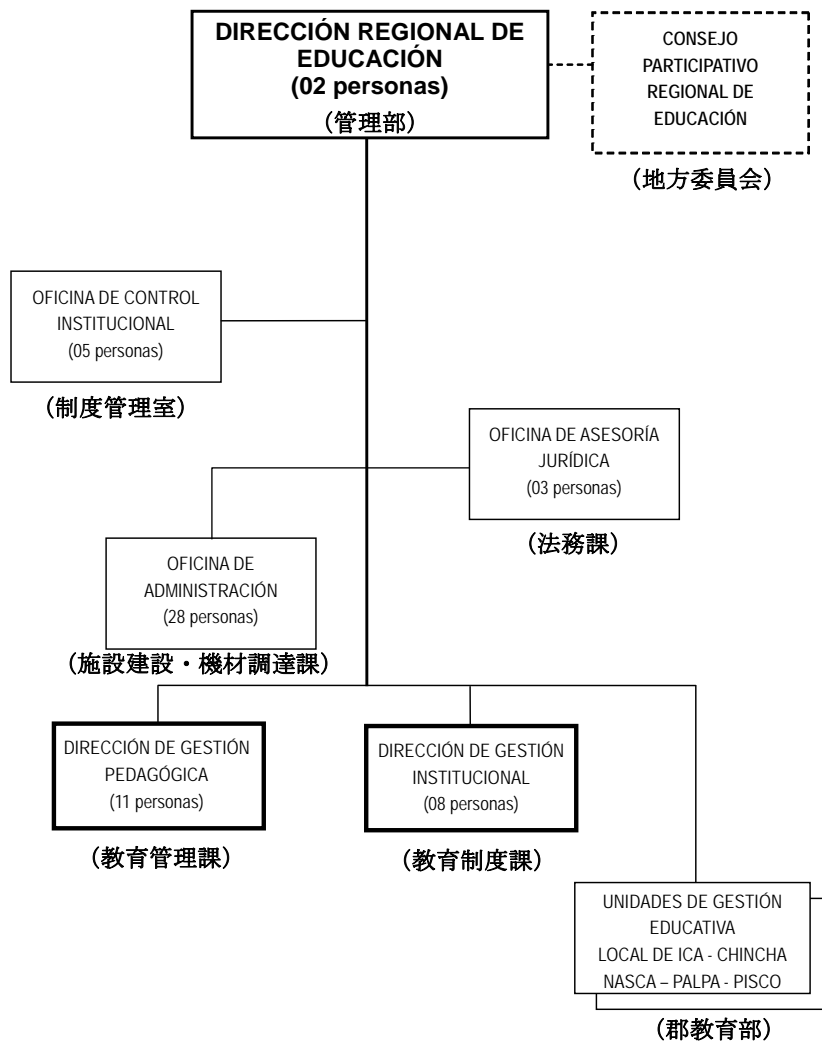 DIRECCIÓN REGIONAL DE
EDUCACIÓN
(02 personas)
（管理部）
CONSEJO
PARTICIPATIVO
REGIONAL DE
EDUCACIÓN
（地方委員会）
OFICINA DE CONTROL
INSTITUCIONAL
(05 personas)
（制度管理室）
OFICINA DE ASESORÍA
JURÍDICA
(03 personas)
（法務課）
OFICINA DE
ADMINISTRACIÓN
(28 personas)
（施設建設・機材調達課）
DIRECCIÓN DE GESTIÓN
PEDAGÓGICA
(11 personas)
（教育管理課）
DIRECCIÓN DE GESTIÓN
INSTITUCIONAL
(08 personas)
（教育制度課）
UNIDADES DE GESTIÓN
EDUCATIVA
LOCAL DE ICA - CHINCHA
NASCA – PALPA - PISCO
（郡教育部）